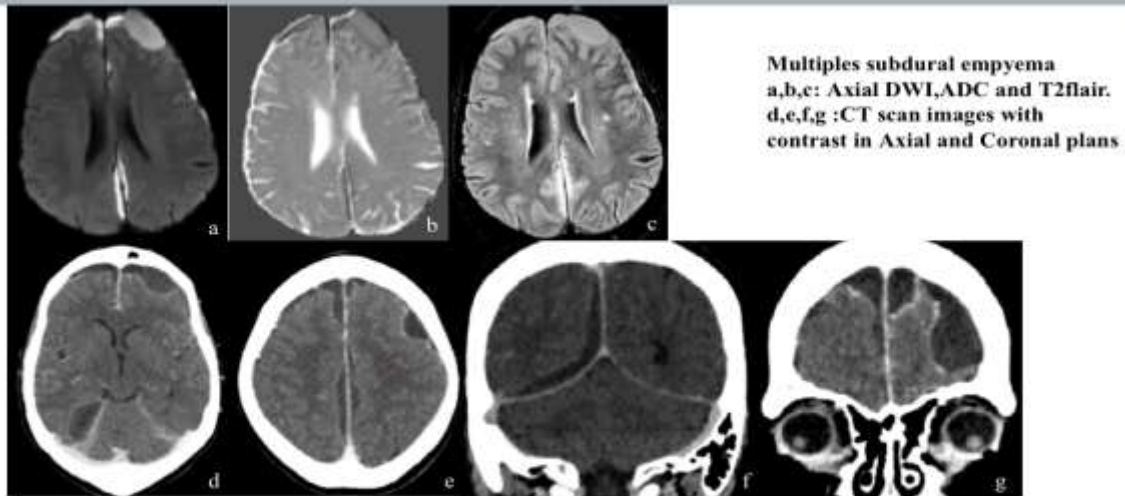 Multiples subdural empyema
a,b,c: Axial DWI,ADC and T2flair.
d,e,f,g :CT scan images with
contrast in Axial and Coronal plans
a
b
c
d
e
f
g